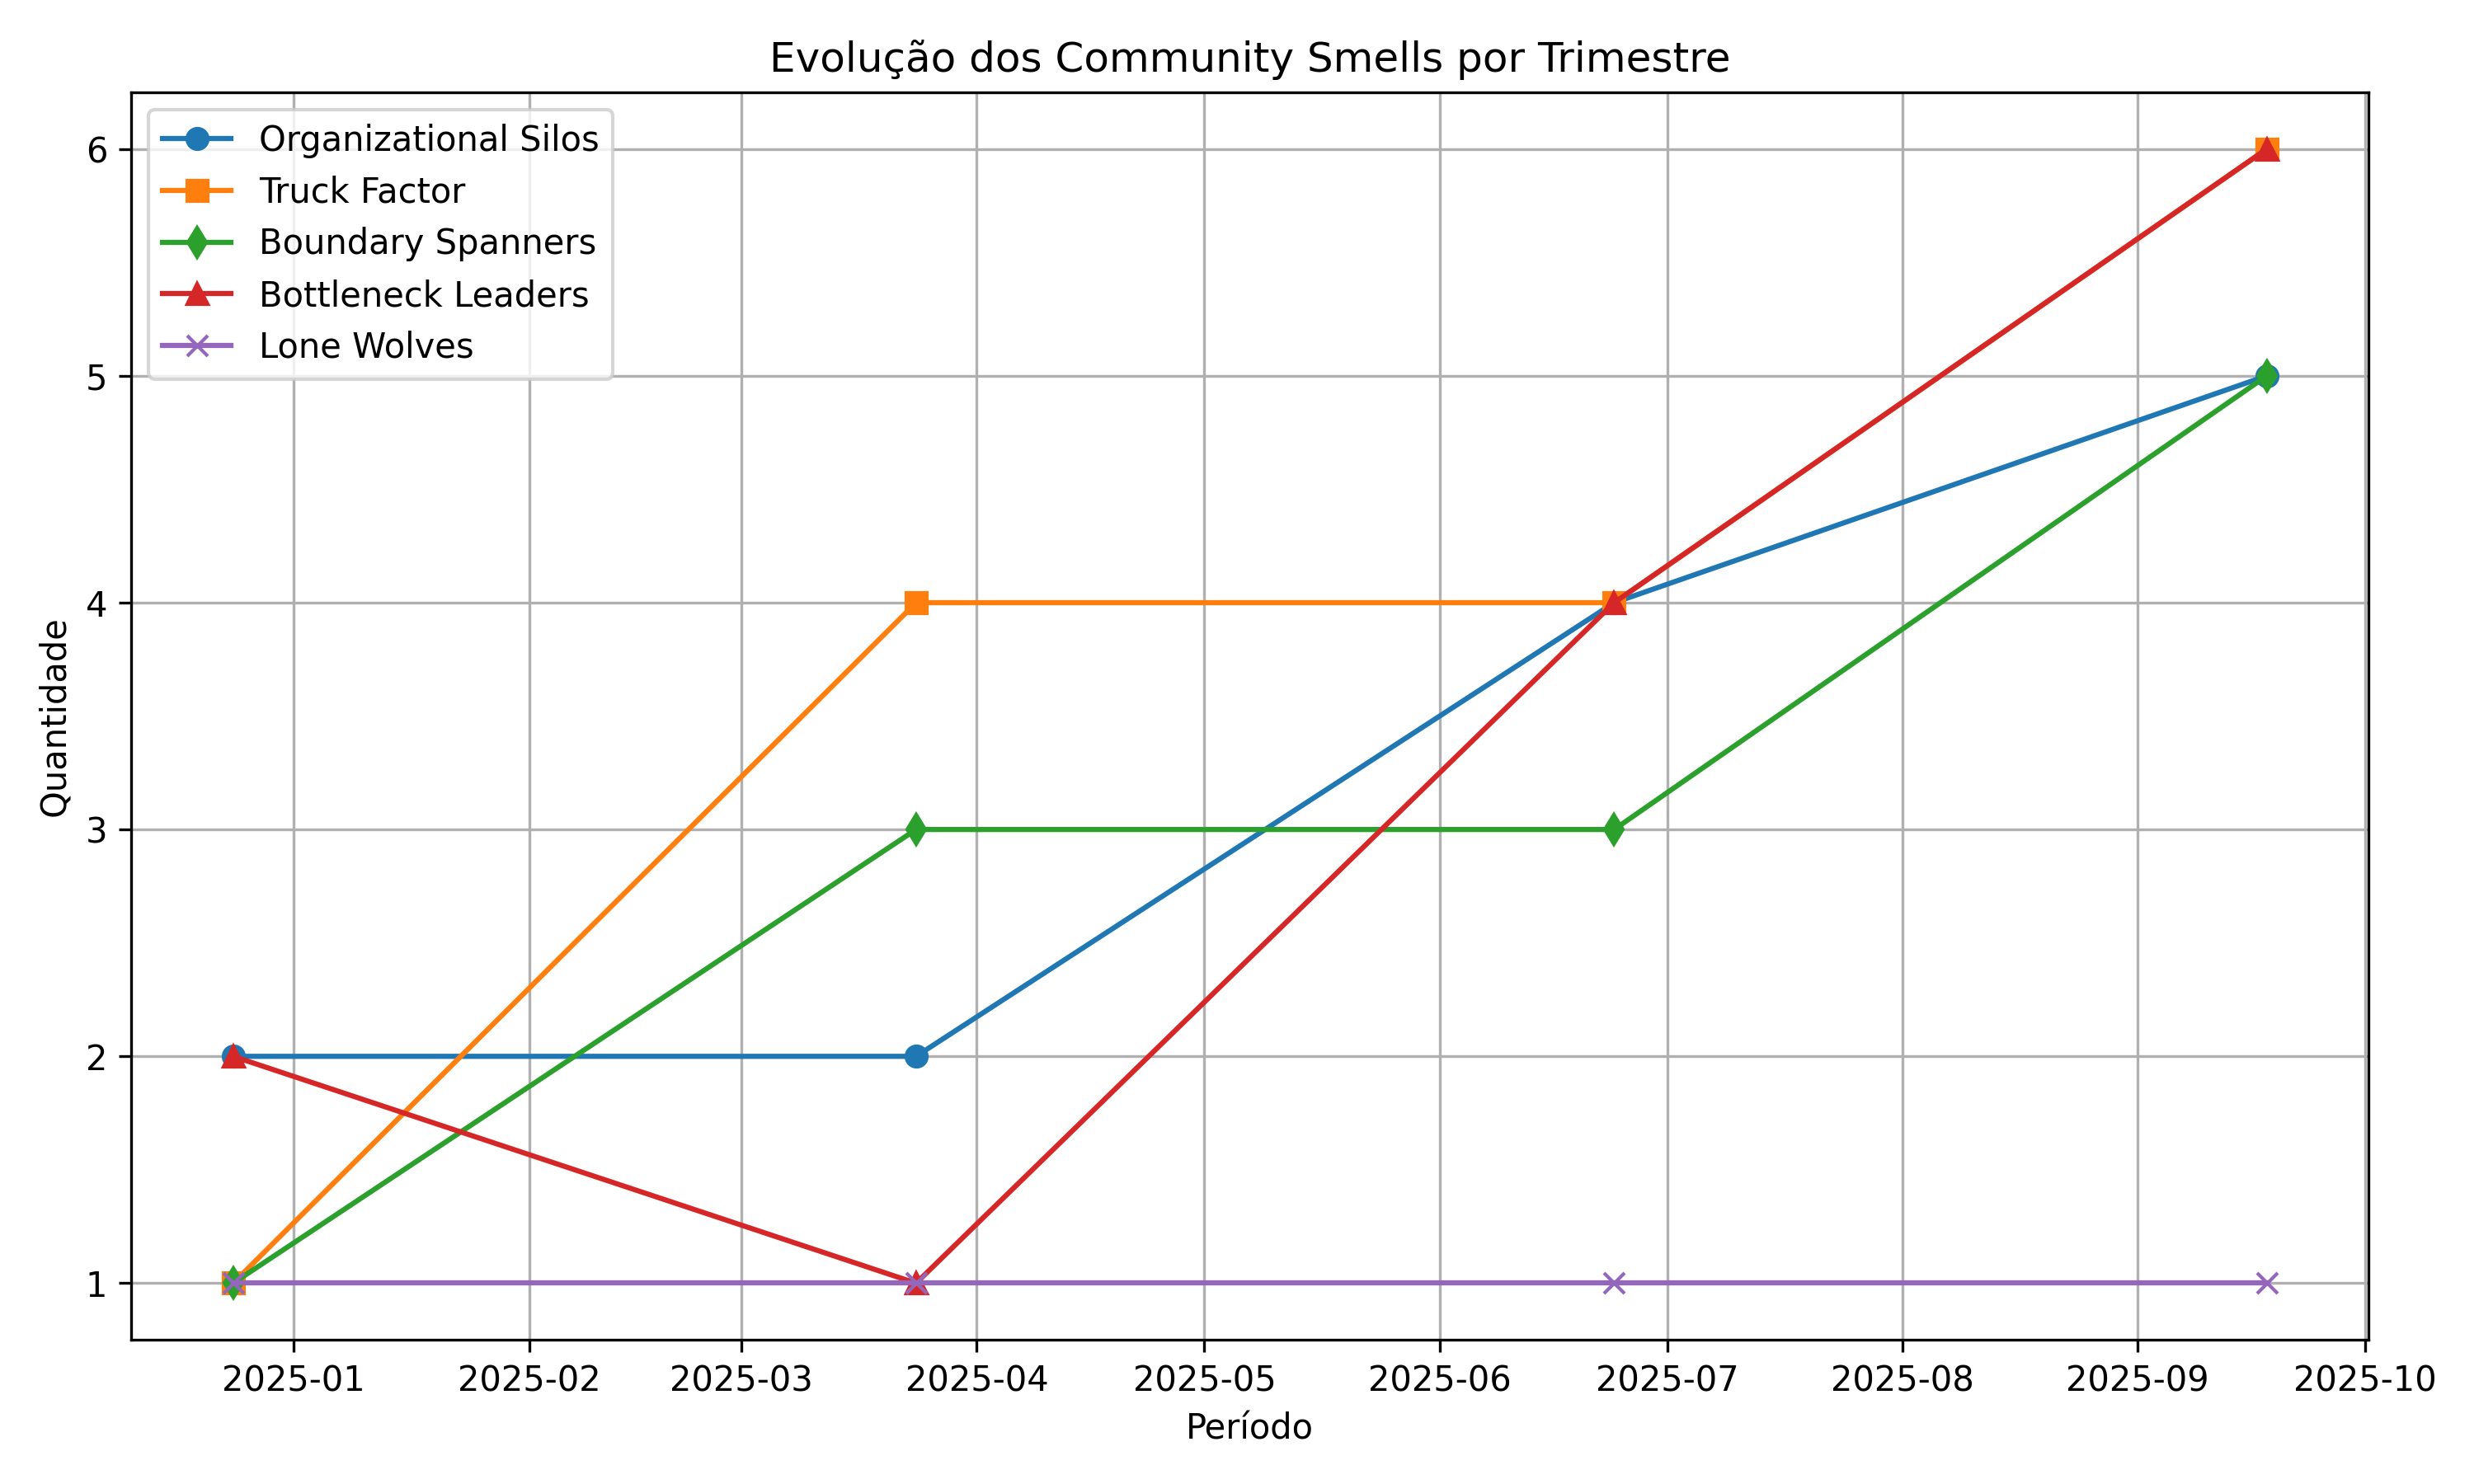 Evolução dos Community Smells por Trimestre
Organizational Silos
Truck Factor
Boundary Spanners
Bottleneck Leaders
Lone Wolves
Quantidade
6
5
4
3
2
1
2025-01 2025-02 2025-03 2025-04 2025-05 2025-06 2025-07 2025-08 2025-09 2025-10
Período